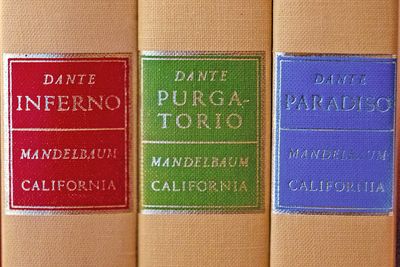 DANTE
INFERNO
MANDELBAUM
CALIFORNIA
DANTE
PURGA-
TORIO
MANDELBAUM
CALIFORNIA
DANTE
PARADISO
MANDELBAUM
CALIFORNIA